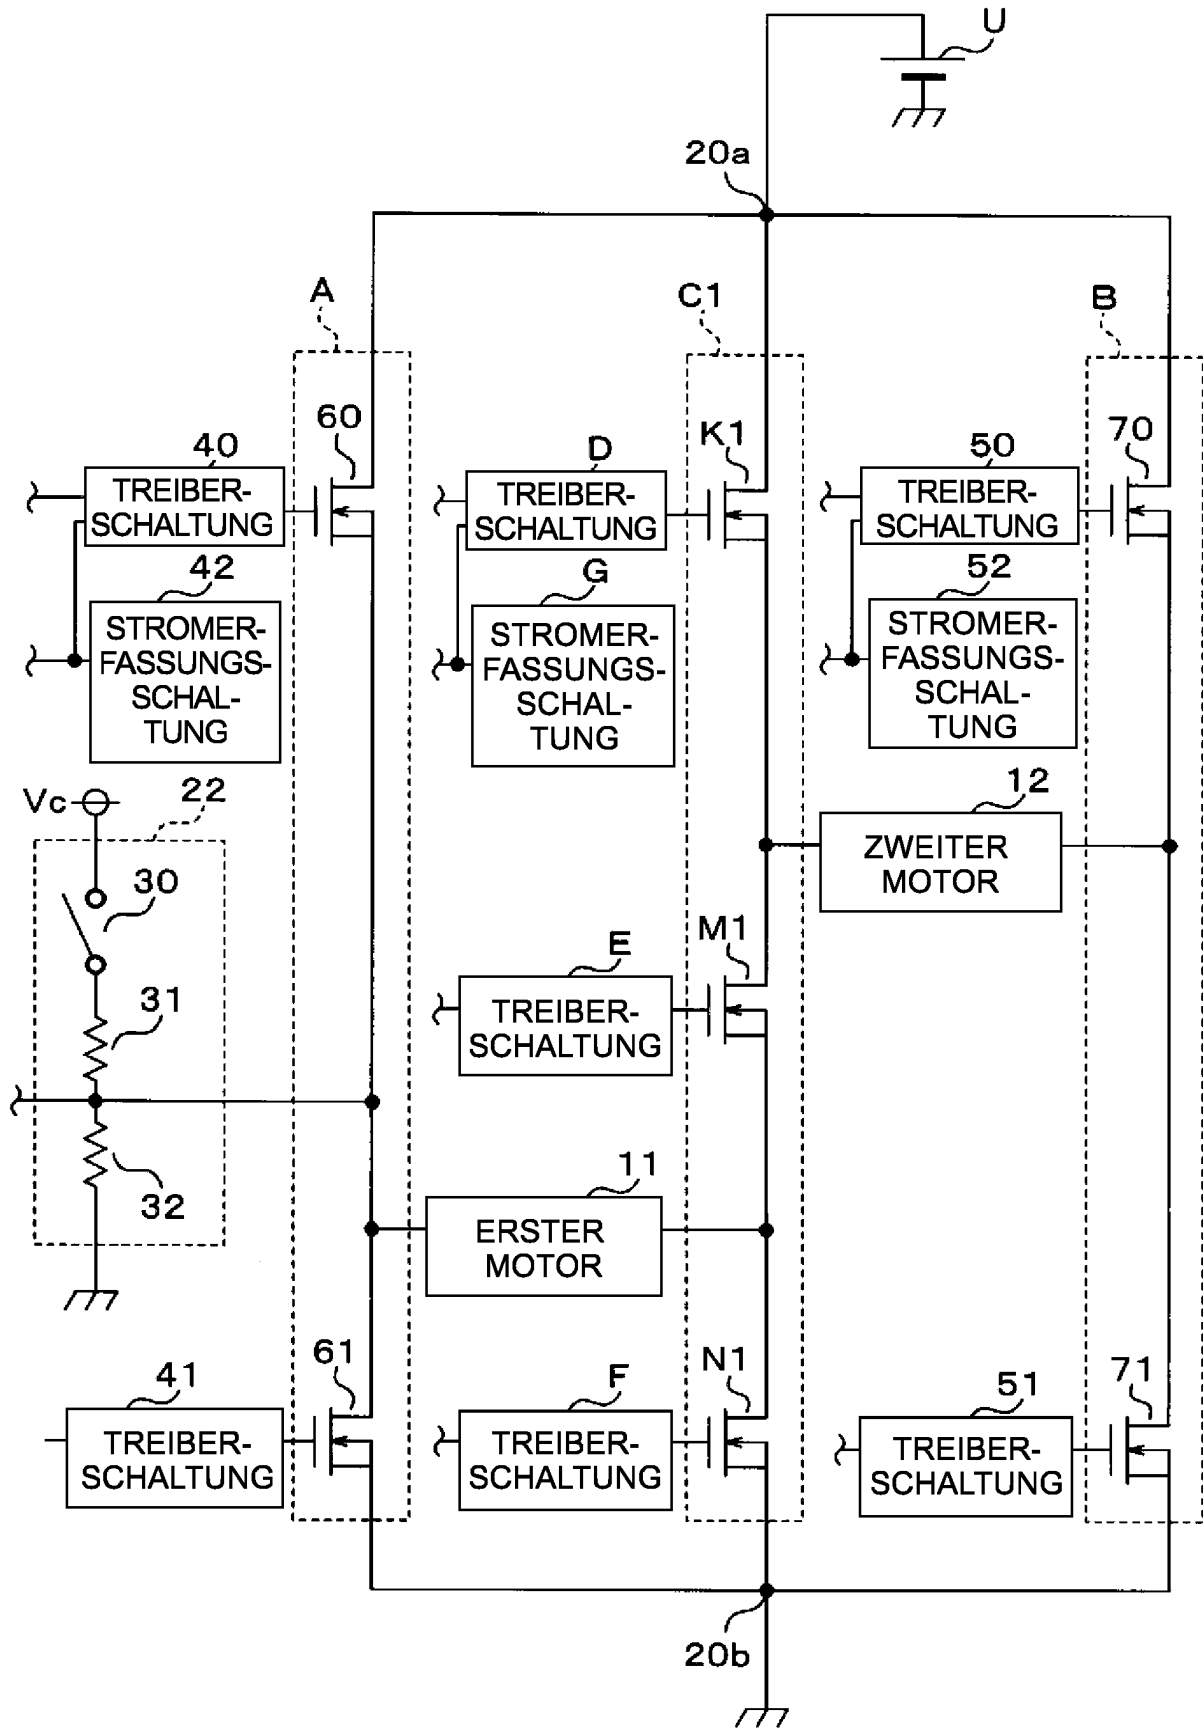 U
20a
A
C1
B
60
K1
70
40
D
50
TREIBER-
SCHALTUNG
TREIBER-
SCHALTUNG
TREIBER-
SCHALTUNG
42
G
52
STROMER-
FASSUNGS-
SCHAL-
TUNG
STROMER-
FASSUNGS-
SCHAL-
TUNG
STROMER-
FASSUNGS-
SCHAL-
TUNG
Vc
22
12
ZWEITER
MOTOR
30
M1
E
TREIBER-
SCHALTUNG
31
32
11
ERSTER
MOTOR
61
N1
71
41
F
51
TREIBER-
SCHALTUNG
TREIBER-
SCHALTUNG
TREIBER-
SCHALTUNG
20b